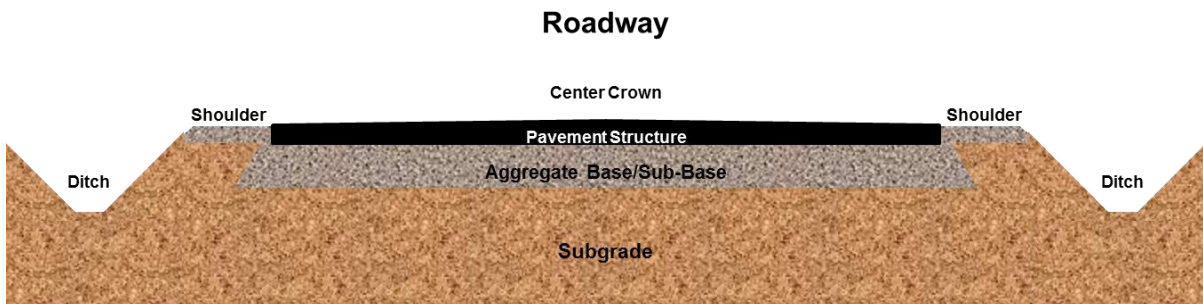 Roadway
Center Crown
Shoulder
Shoulder
Pavement Structure
Aggregate Base/Sub-Base
Ditch
Ditch
Subgrade